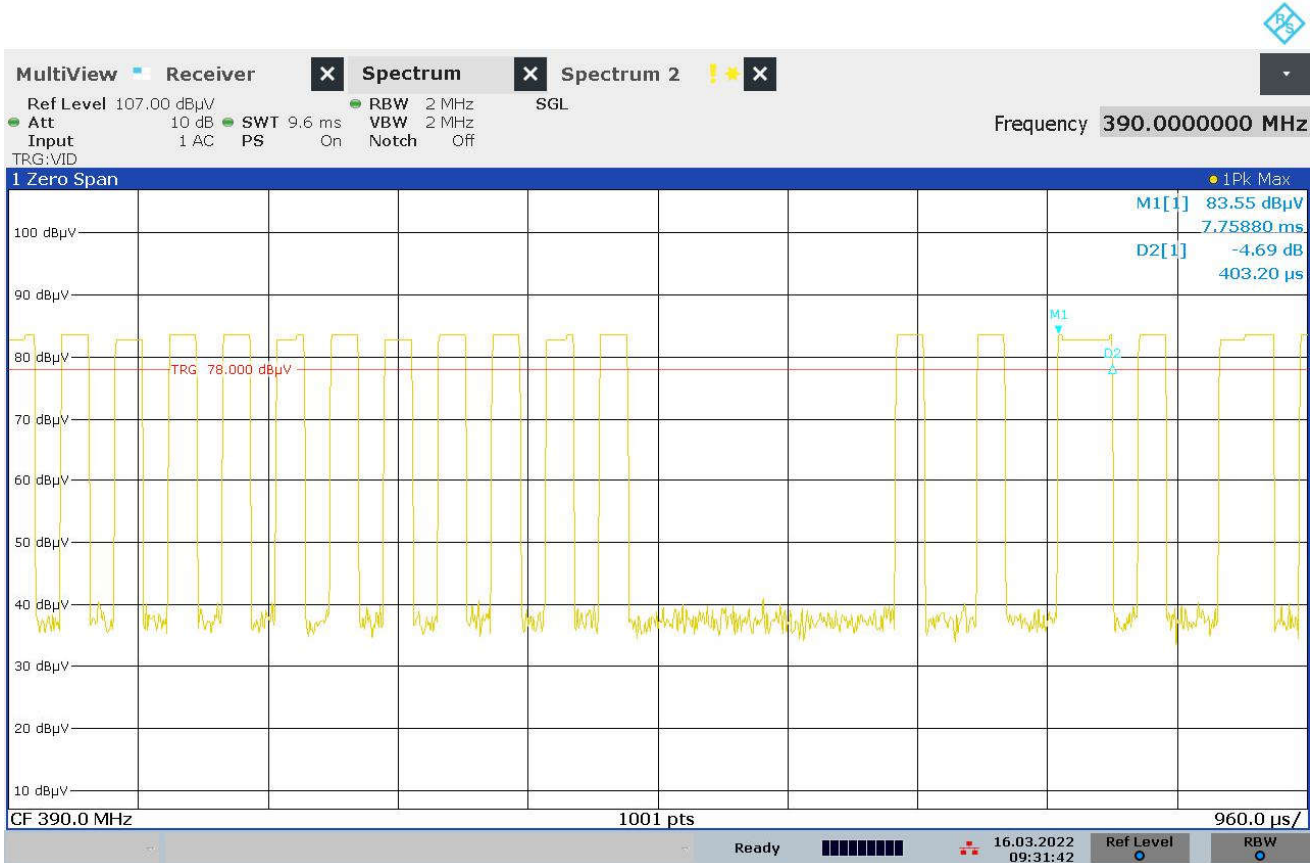 R&S
MultiView Receiver X Spectrum X Spectrum 2 ! X
Ref Level 107.00 dBµV RBW 2 MHz SGL
Att 10 dB SWT 9.6 ms VBW 2 MHz Frequency 390.0000000 MHz
Input 1 AC PS On Notch Off
TRG:VID
1 Zero Span 1Pk Max
M1[1] 83.55 dBµV
7.75880 ms
D2[1] -4.69 dB
403.20 µs
100 dBµV
90 dBµV
M1
80 dBµV
D2
TRG 78.000 dBµV
70 dBµV
60 dBµV
50 dBµV
40 dBµV
30 dBµV
20 dBµV
10 dBµV
CF 390.0 MHz 1001 pts 960.0 µs/
Ready 16.03.2022 Ref Level RBW
09:31:42